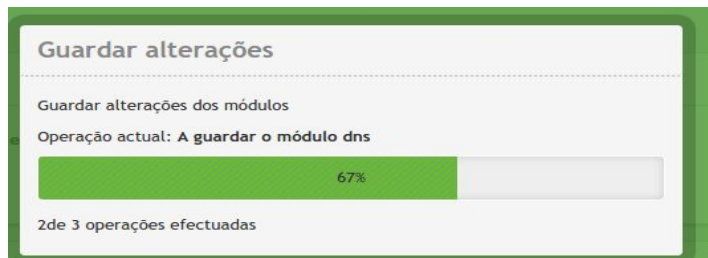 Guardar alterações
Guardar alterações dos módulos
Operação actual: A guardar o módulo dns
67%
2de 3 operações efectuadas